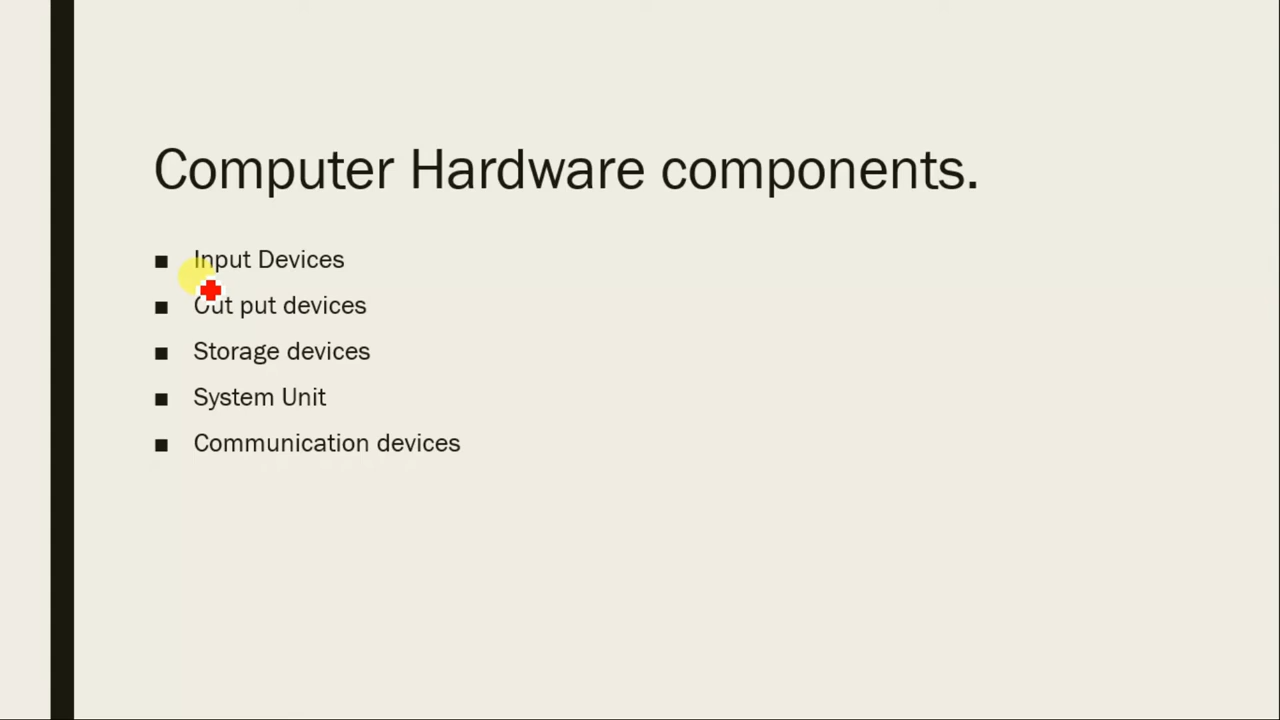 Computer Hardware components.
Input Devices
Out put devices
Storage devices
System Unit
Communication devices